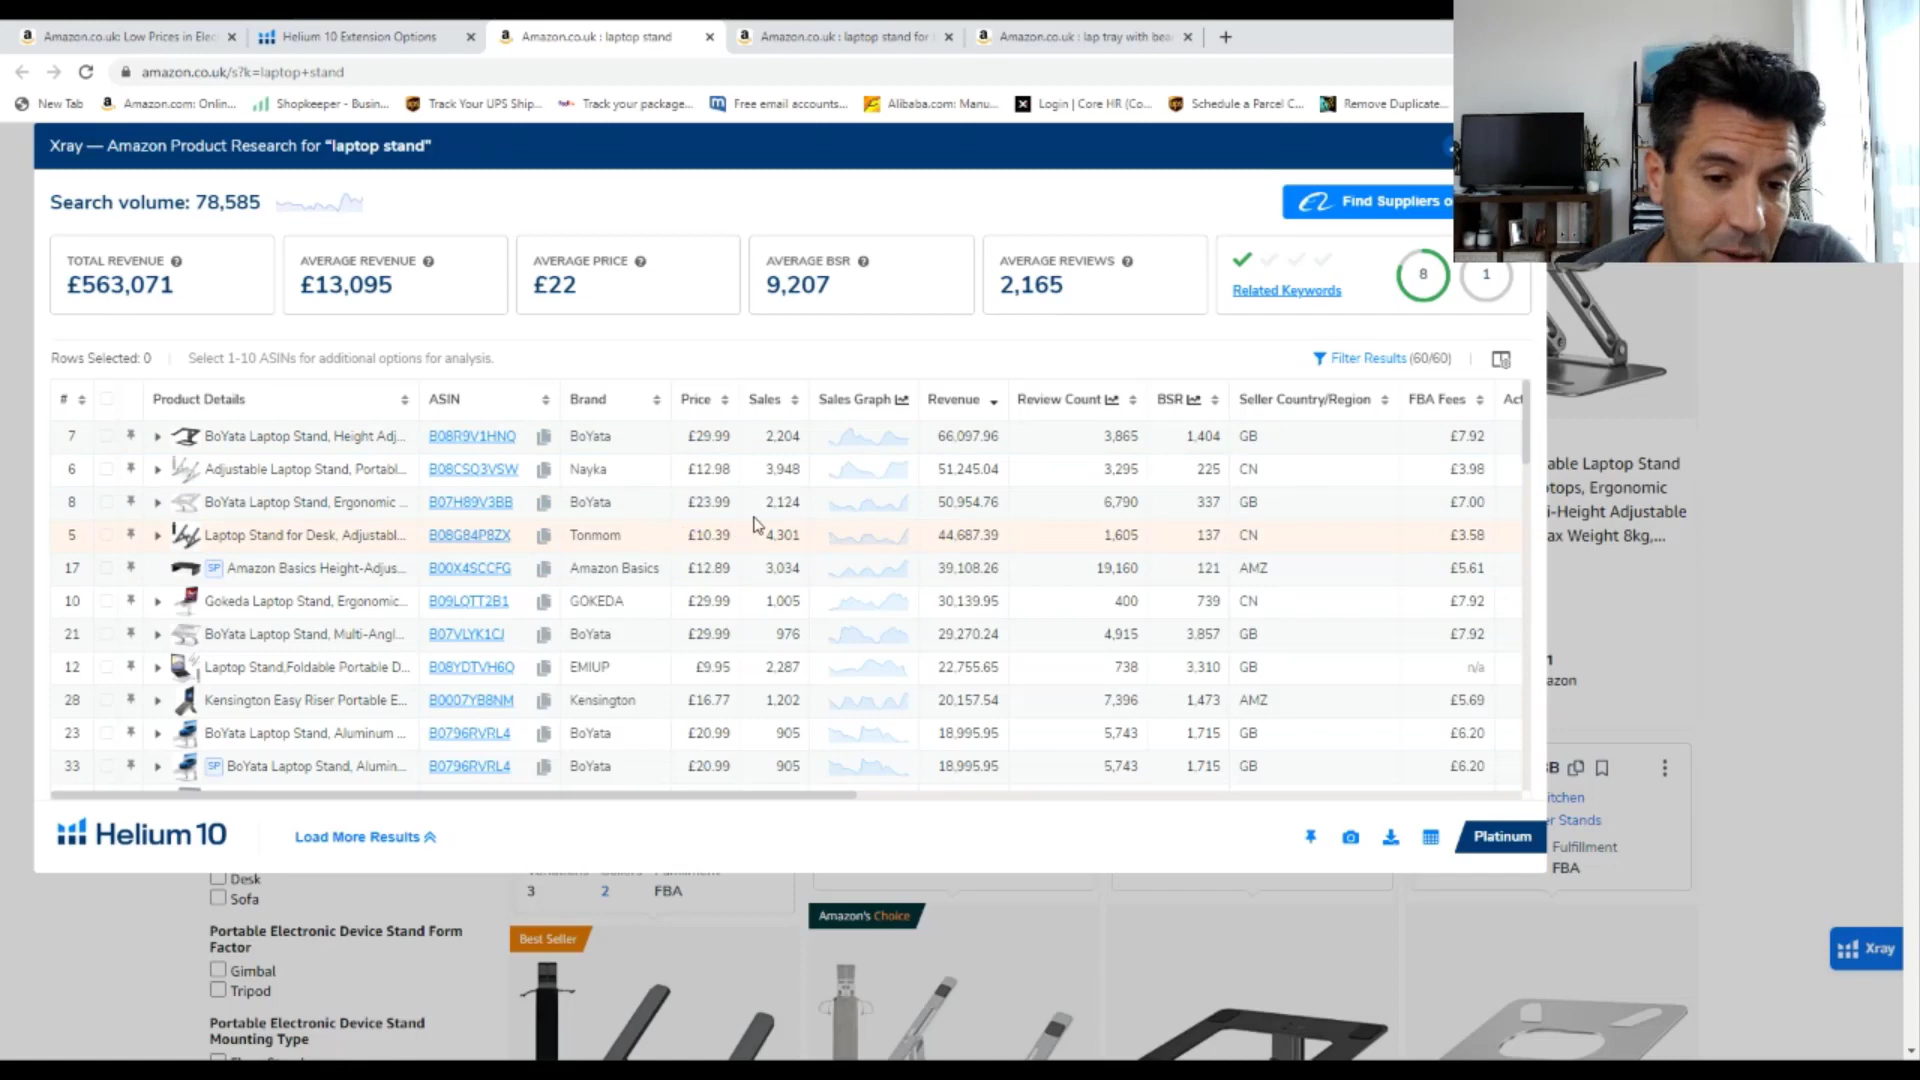 Amazon.co.uk: Low Prices in Elec
Helium 10 Extension Options
Amazon.co.uk : laptop stand
Amazon.co.uk : laptop stand for
Amazon.co.uk : lap tray with bea
amazon.co.uk/s?k=laptop+stand
New Tab
Amazon.com: Onlin...
Shopkeeper - Busin...
Track Your UPS Ship...
Track your package...
Free email accounts...
Alibaba.com: Manu...
Login | Core HR (Co...
Schedule a Parcel C...
Remove Duplicate...
Xray — Amazon Product Research for "laptop stand"
Search volume: 78,585
Find Suppliers o
TOTAL REVENUE
£563,071
AVERAGE REVENUE
£13,095
AVERAGE PRICE
£22
AVERAGE BSR
9,207
AVERAGE REVIEWS
2,165
Related Keywords
8
1
Rows Selected: 0
Select 1-10 ASINs for additional options for analysis.
Filter Results (60/60)
# Product Details ASIN Brand Price Sales Sales Graph Revenue Review Count BSR Seller Country/Region FBA Fees Act
7 BoYata Laptop Stand, Height Adj... B08R9V1HNQ BoYata £29.99 2,204 66,097.96 3,865 1,404 GB £7.92
6 Adjustable Laptop Stand, Portabl... B08CSQ3VSW Nayka £12.98 3,948 51,245.04 3,295 225 CN £3.98
8 BoYata Laptop Stand, Ergonomic ... B07H89V3BB BoYata £23.99 2,124 50,954.76 6,790 337 GB £7.00
5 Laptop Stand for Desk, Adjustabl... B08G84P8ZX Tonmom £10.39 4,301 44,687.39 1,605 137 CN £3.58
17 SP Amazon Basics Height-Adjus... B00X4SCCFG Amazon Basics £12.89 3,034 39,108.26 19,160 121 AMZ £5.61
10 Gokeda Laptop Stand, Ergonomic... B09LQTT2B1 GOKEDA £29.99 1,005 30,139.95 400 739 CN £7.92
21 BoYata Laptop Stand, Multi-Angl... B07VLYK1CJ BoYata £29.99 976 29,270.24 4,915 3,857 GB £7.92
12 Laptop Stand,Foldable Portable D... B08YDTVH6Q EMIUP £9.95 2,287 22,755.65 738 3,310 GB n/a
28 Kensington Easy Riser Portable E... B0007YB8NM Kensington £16.77 1,202 20,157.54 7,396 1,473 AMZ £5.69
23 BoYata Laptop Stand, Aluminum ... B0796RVRL4 BoYata £20.99 905 18,995.95 5,743 1,715 GB £6.20
33 SP BoYata Laptop Stand, Alumin... B0796RVRL4 BoYata £20.99 905 18,995.95 5,743 1,715 GB £6.20
Helium 10
Load More Results
Platinum
able Laptop Stand
tops, Ergonomic
i-Height Adjustable
ax Weight 8kg,...
1
azon
B
itchen
er Stands
Fulfillment
FBA
Desk
Sofa
3
2
FBA
Portable Electronic Device Stand Form
Factor
Gimbal
Tripod
Portable Electronic Device Stand
Mounting Type
Best Seller
Amazon's Choice
Xray